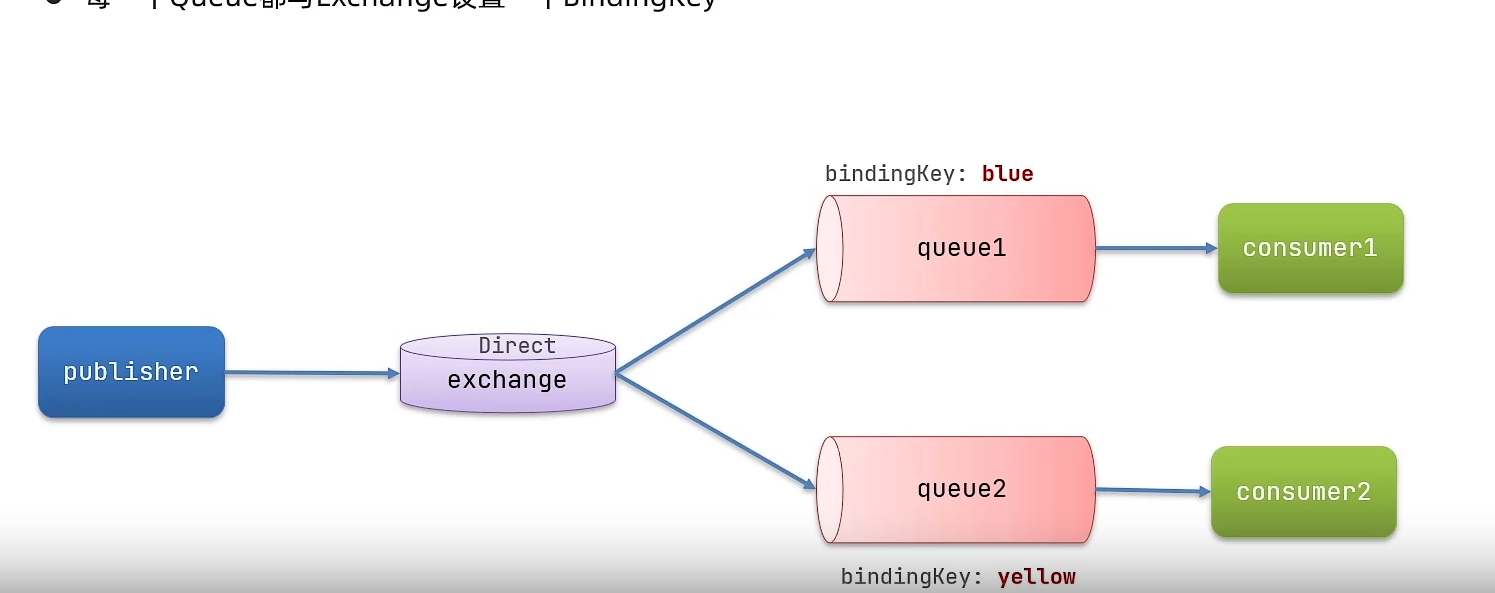 每一个Queue都与Exchange设置一个BindingKey
bindingKey: blue
queue1
consumer1
Direct
exchange
publisher
queue2
consumer2
bindingKey: yellow